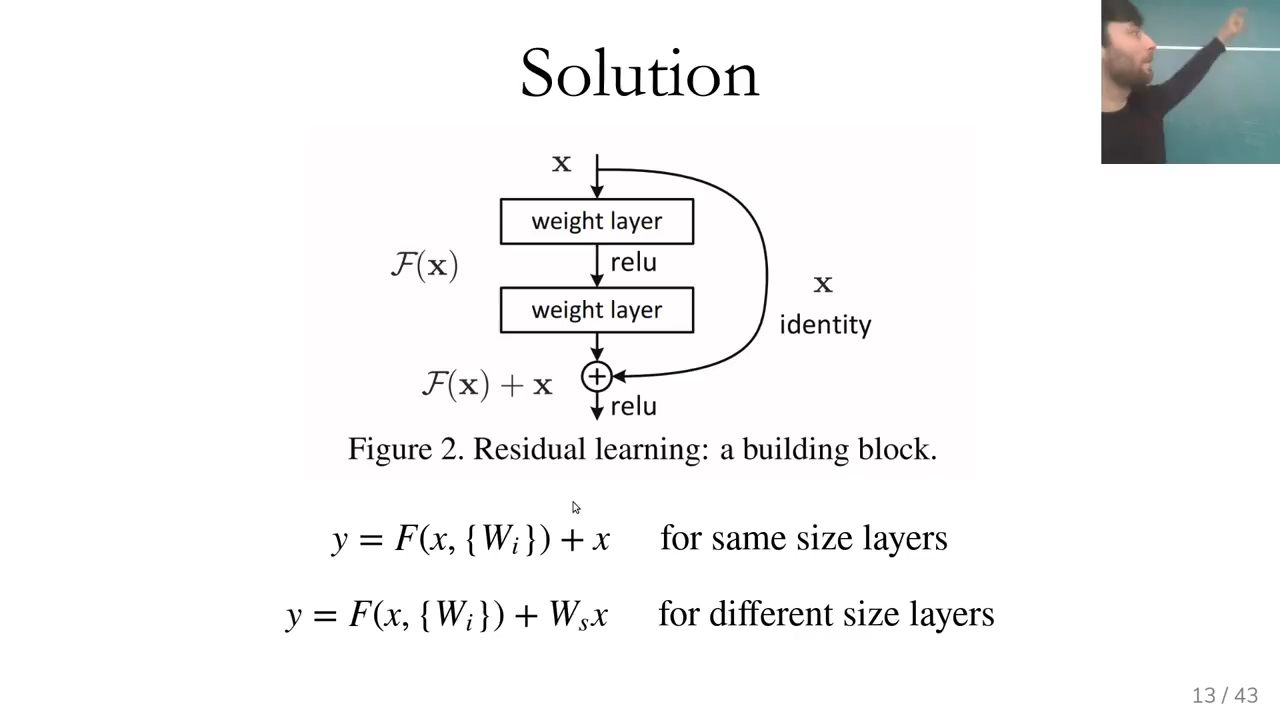 Solution
x
weight layer
F(x)
relu
weight layer
x
identity
F(x) + x
relu
Figure 2. Residual learning: a building block.
y = F(x, {W_i}) + x for same size layers
y = F(x, {W_i}) + W_s x for different size layers
13 / 43